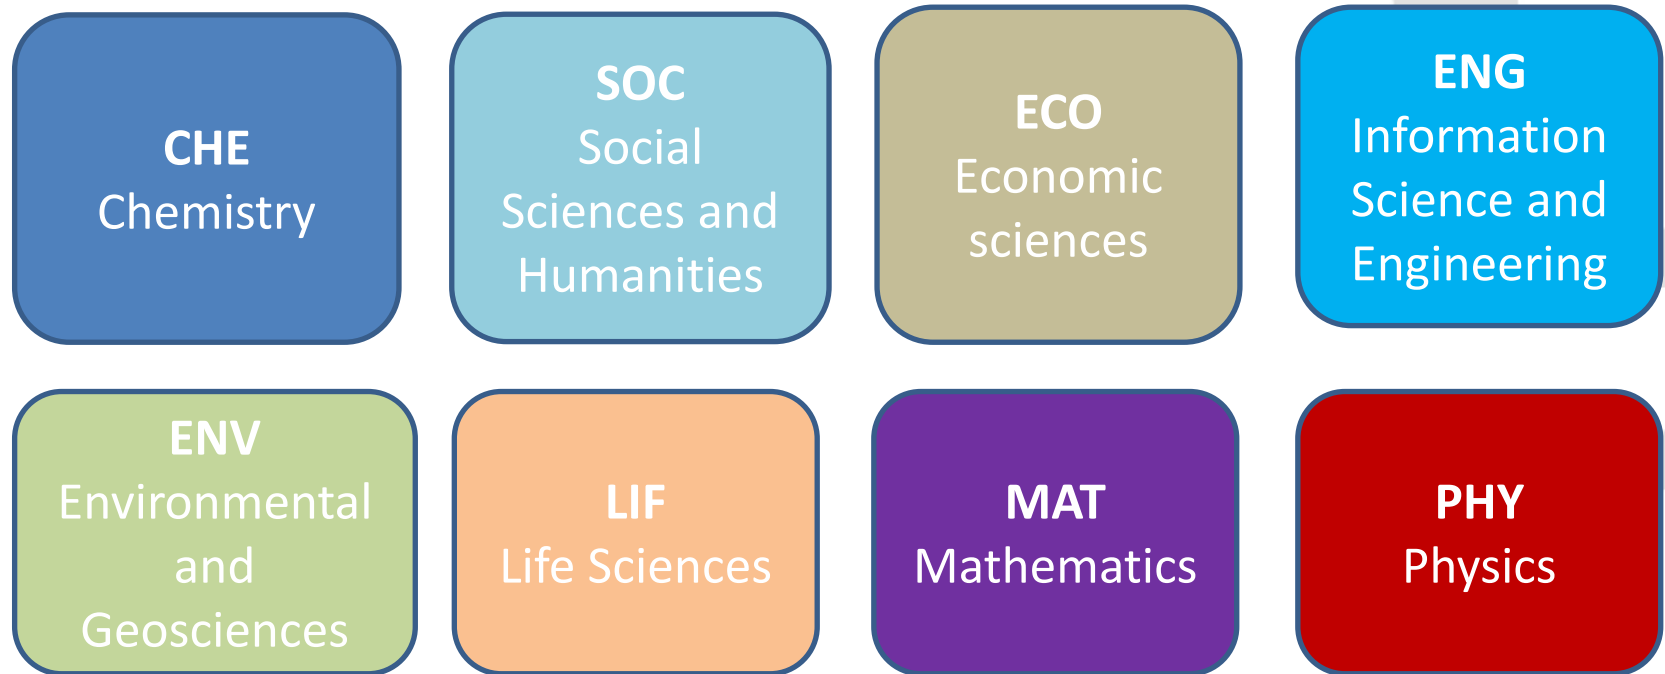 CHE
Chemistry
SOC
Social
Sciences and
Humanities
ECO
Economic
sciences
ENG
Information
Science and
Engineering
ENV
Environmental
and
Geosciences
LIF
Life Sciences
MAT
Mathematics
PHY
Physics